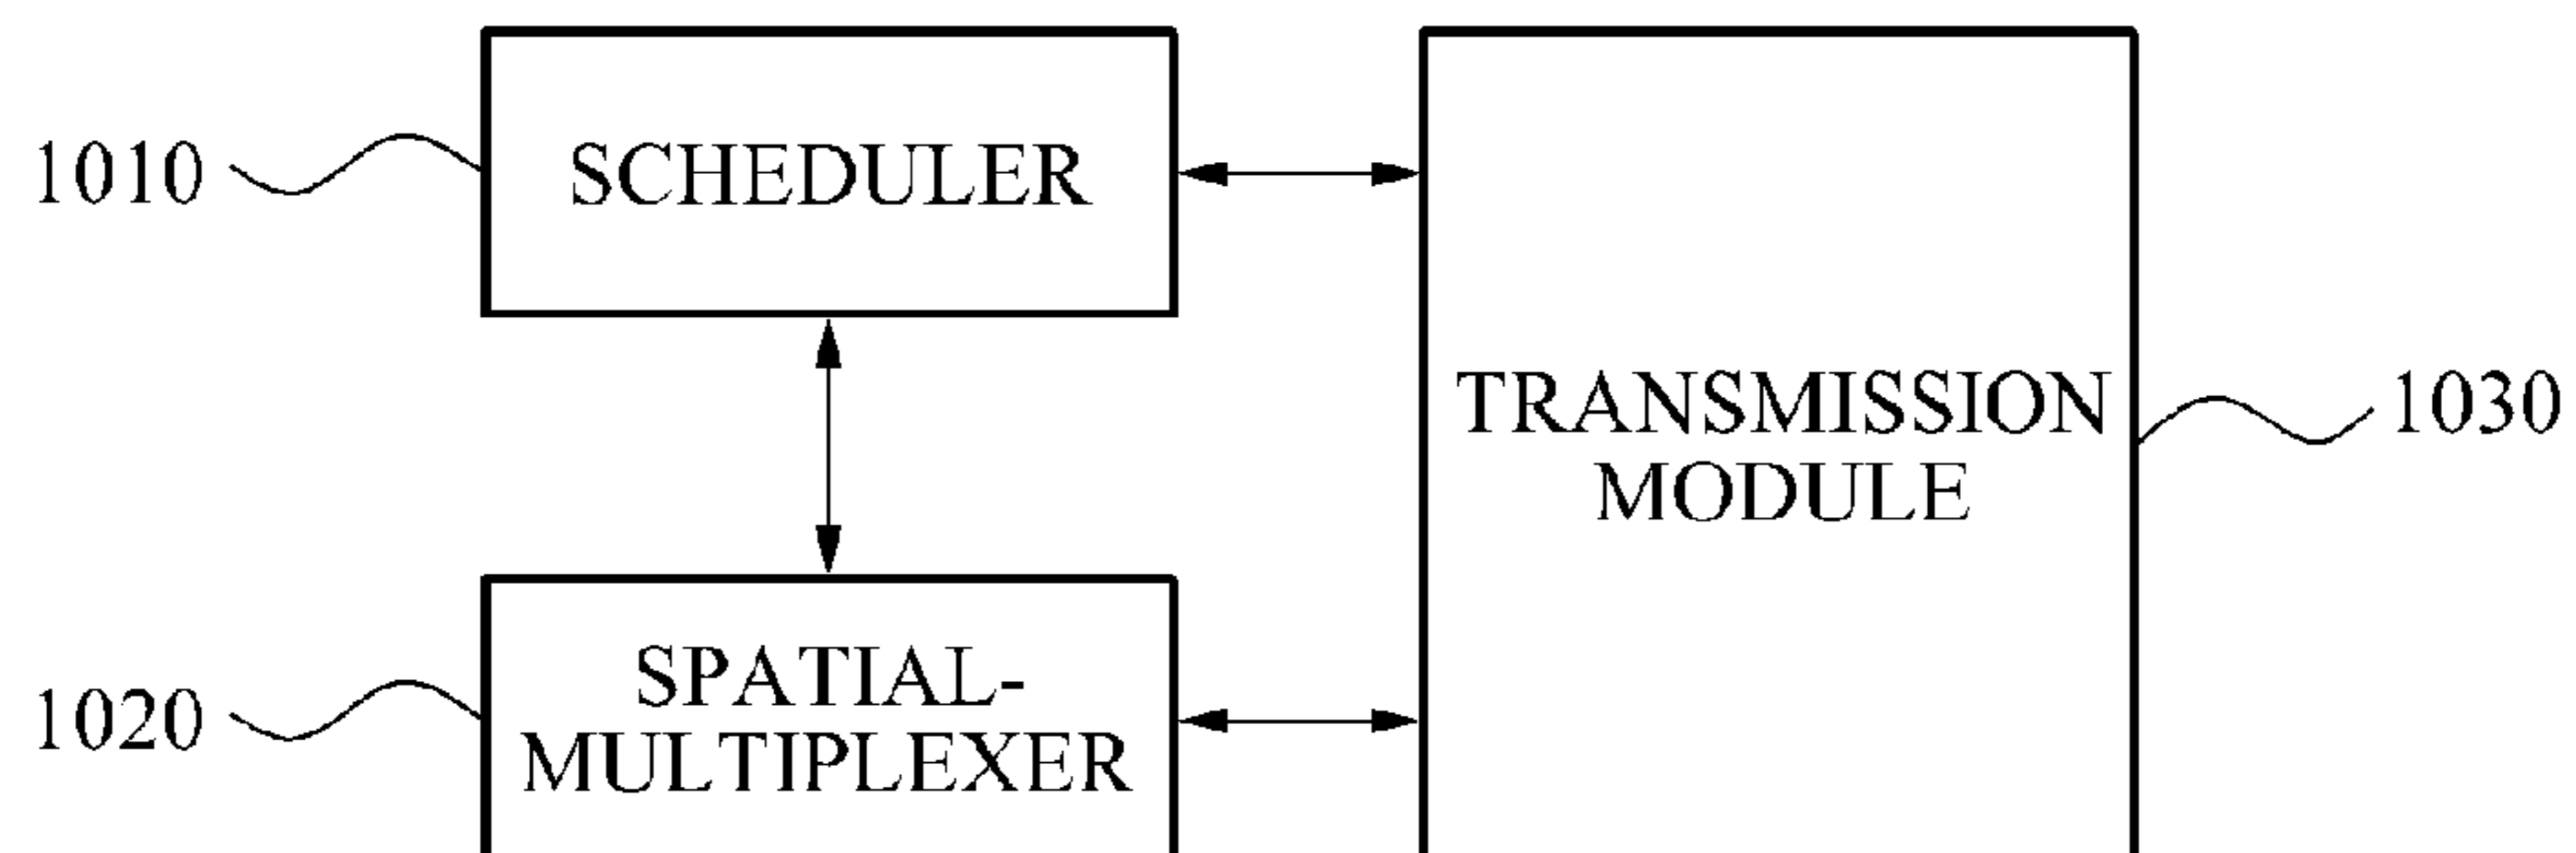 1010
SCHEDULER
TRANSMISSION
MODULE
1030
1020
SPATIAL-
MULTIPLEXER